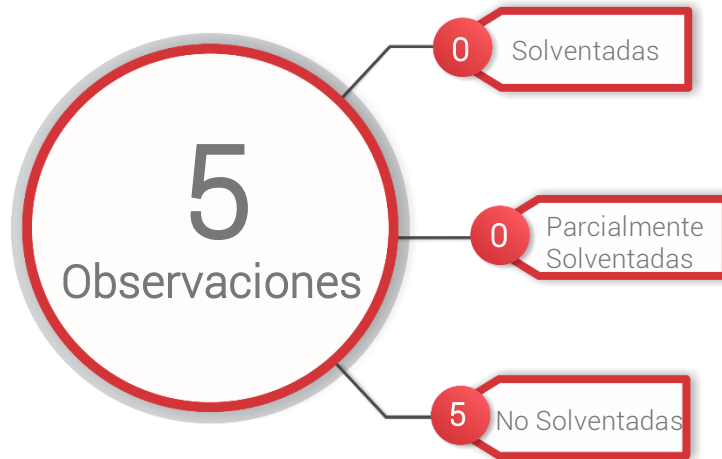 5
Observaciones
0
Solventadas
0
Parcialmente
Solventadas
5
No Solventadas